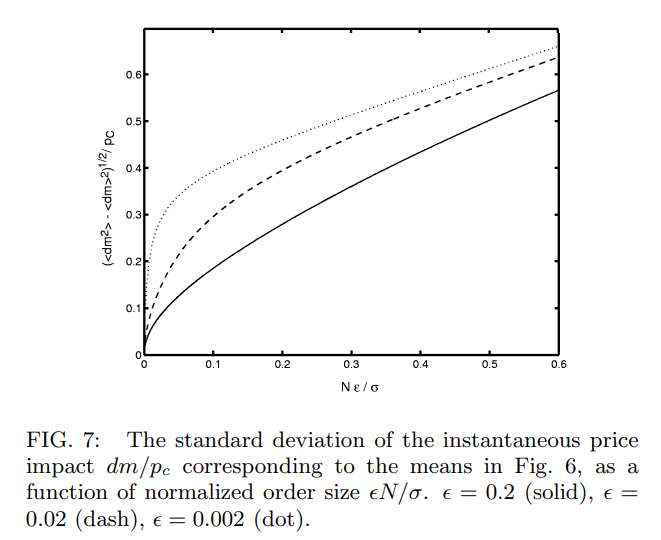 0.6
0.5
0.4
0.3
0.2
0.1
0
(<dm²> - <dm>²)^1/2 / p_C
0 0.1 0.2 0.3 0.4 0.5 0.6
N ε / σ
FIG. 7: The standard deviation of the instantaneous price
impact dm/p_c corresponding to the means in Fig. 6, as a
function of normalized order size ϵN/σ. ϵ = 0.2 (solid), ϵ =
0.02 (dash), ϵ = 0.002 (dot).